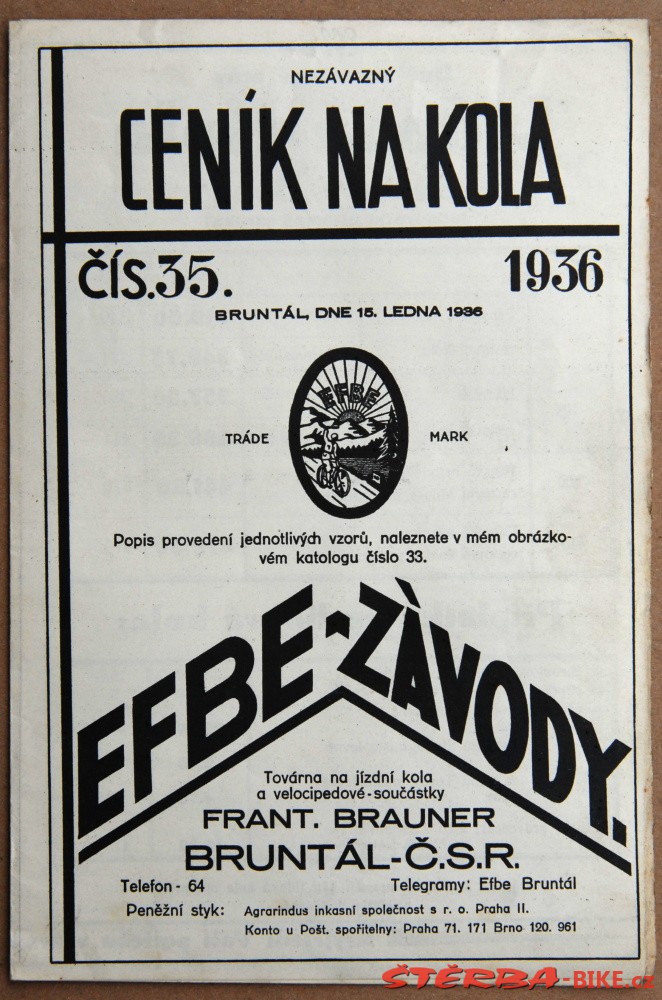 NEZÁVAZNÝ
CENÍK NA KOLA
ČÍS.35. 1936
BRUNTÁL, DNE 15. LEDNA 1936
EFBE
TRÁDE MARK
Popis provedení jednotlivých vzorů, naleznete v mém obrázko-
vém katologu číslo 33.
EFBE-ZÀVODY.
Továrna na jízdní kola
a velocipedové-součástky
FRANT. BRAUNER
BRUNTÁL-Č.S.R.
Telefon - 64 Telegramy: Efbe Bruntál
Peněžní styk: Agrarindus inkasní společnost s r. o. Praha II.
Konto u Pošt. spořitelny: Praha 71. 171 Brno 120. 961
ŠTĚRBA-BIKE.cz